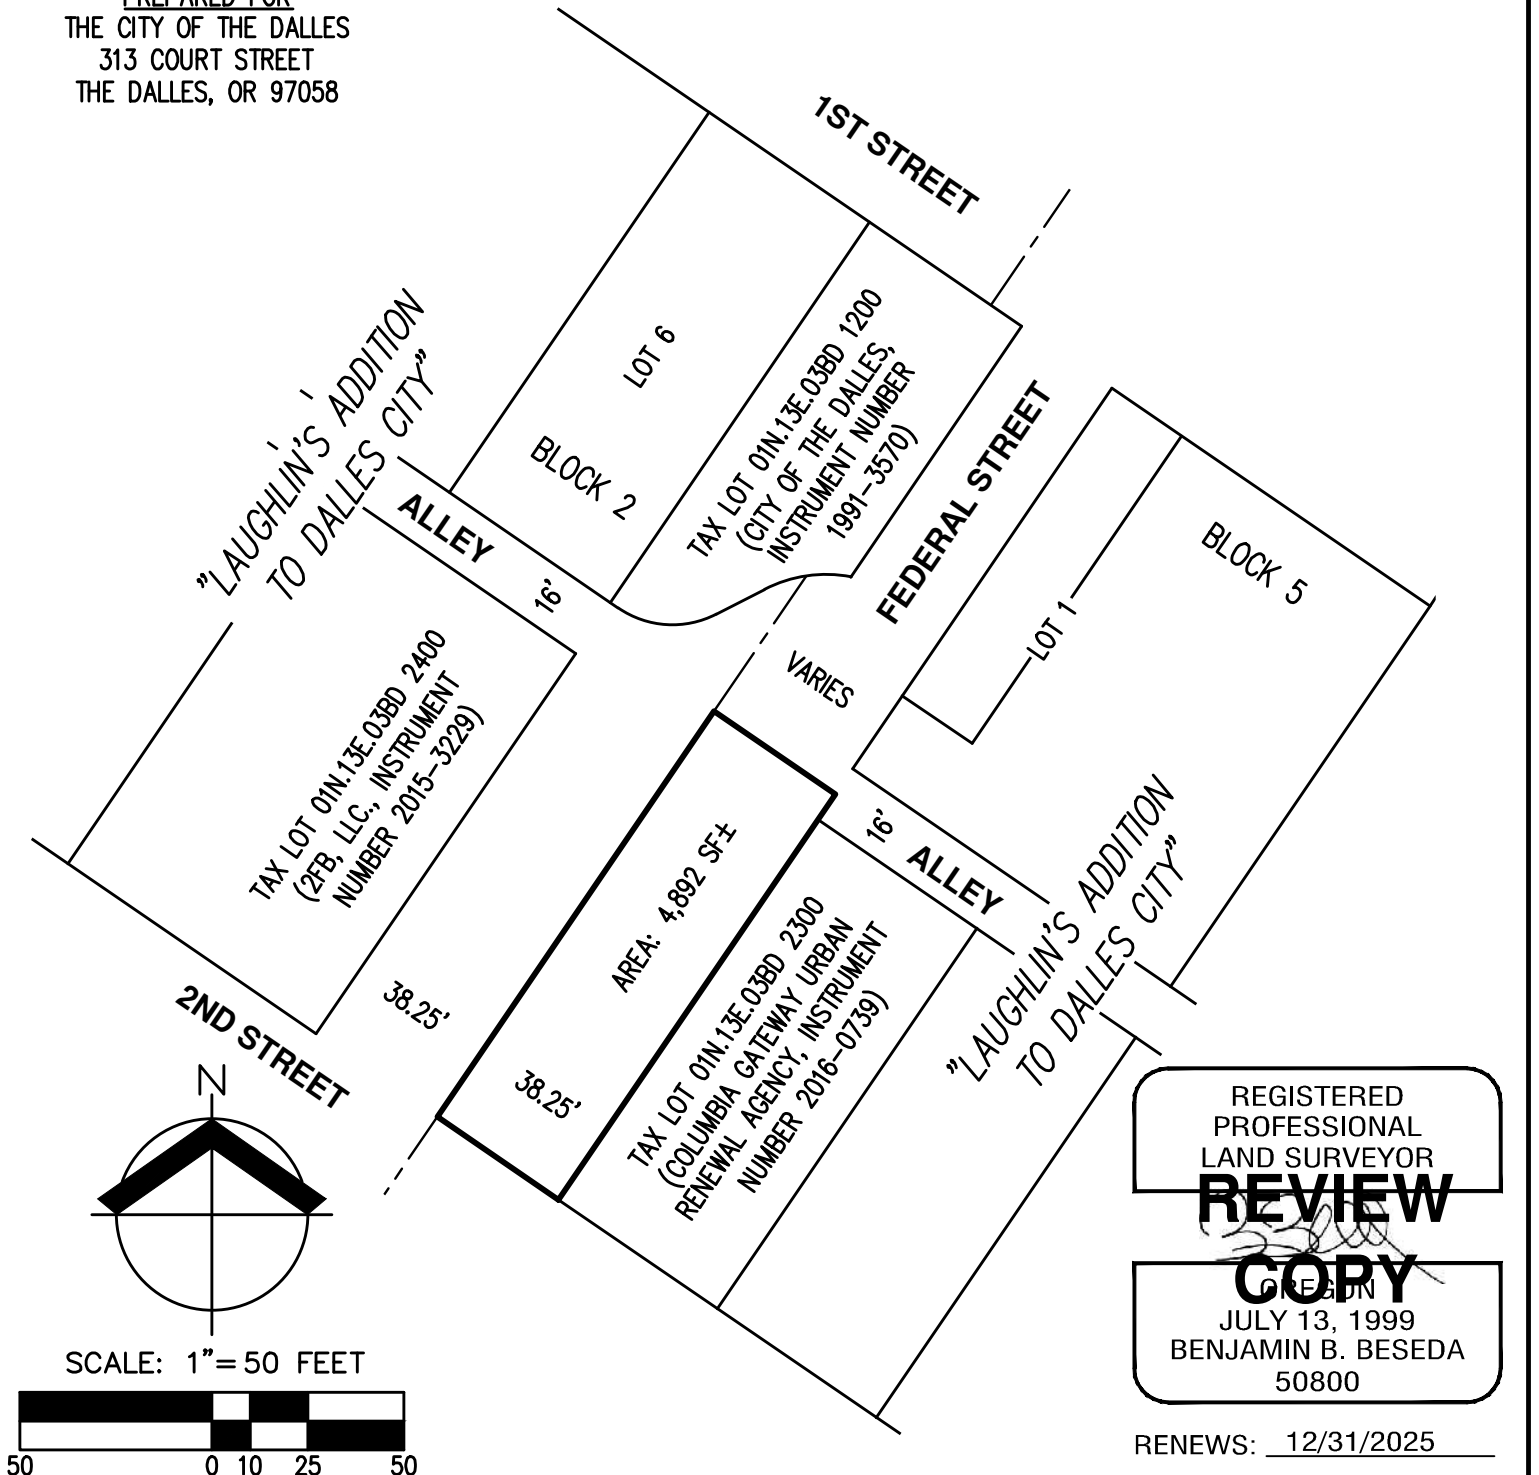 PREPARED FOR
THE CITY OF THE DALLES
313 COURT STREET
THE DALLES, OR 97058
1ST STREET
LOT 6
BLOCK 2
TAX LOT 01N.13E.03BD 1200
(CITY OF THE DALLES,
INSTRUMENT NUMBER
1991-3570)
"LAUGHLIN'S ADDITION
TO DALLES CITY"
ALLEY
16'
FEDERAL STREET
BLOCK 5
LOT 1
VARIES
TAX LOT 01N.13E.03BD 2400
(2FB, LLC., INSTRUMENT
NUMBER 2015-3229)
16'
ALLEY
AREA: 4,892 SF±
"LAUGHLIN'S ADDITION
TO DALLES CITY"
TAX LOT 01N.13E.03BD 2300
(COLUMBIA GATEWAY URBAN
RENEWAL AGENCY, INSTRUMENT
NUMBER 2016-0739)
38.25'
38.25'
2ND STREET
N
SCALE: 1"=50 FEET
50 0 10 25 50
REGISTERED
PROFESSIONAL
LAND SURVEYOR
REVIEW
COPY
OREGON
JULY 13, 1999
BENJAMIN B. BESEDA
50800
RENEWS: 12/31/2025